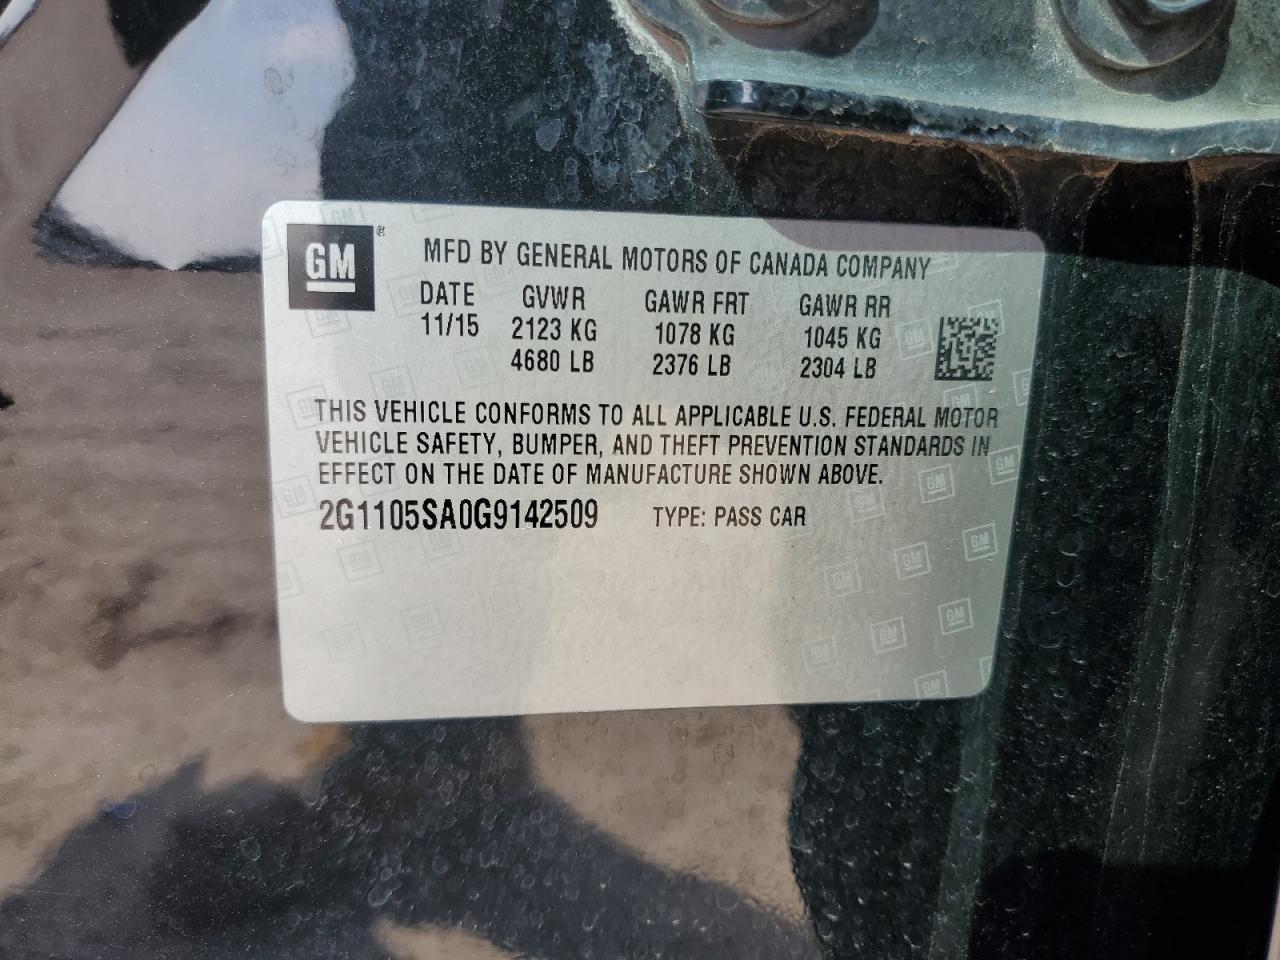 GM ® MFD BY GENERAL MOTORS OF CANADA COMPANY
DATE GVWR GAWR FRT GAWR RR
11/15 2123 KG 1078 KG 1045 KG
4680 LB 2376 LB 2304 LB
THIS VEHICLE CONFORMS TO ALL APPLICABLE U.S. FEDERAL MOTOR
VEHICLE SAFETY, BUMPER, AND THEFT PREVENTION STANDARDS IN
EFFECT ON THE DATE OF MANUFACTURE SHOWN ABOVE.
2G1105SA0G9142509 TYPE: PASS CAR